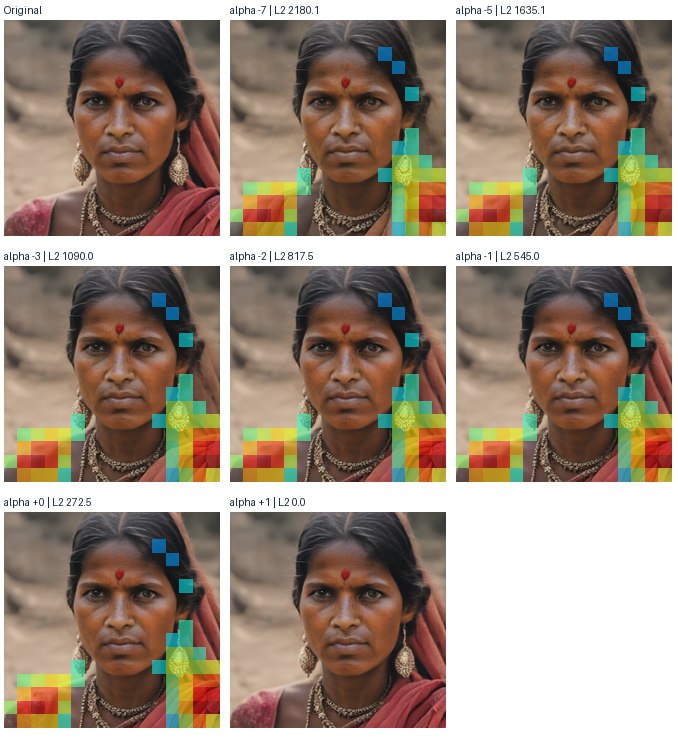 Original
alpha -7 | L2 2180.1
alpha -5 | L2 1635.1
alpha -3 | L2 1090.0
alpha -2 | L2 817.5
alpha -1 | L2 545.0
alpha +0 | L2 272.5
alpha +1 | L2 0.0